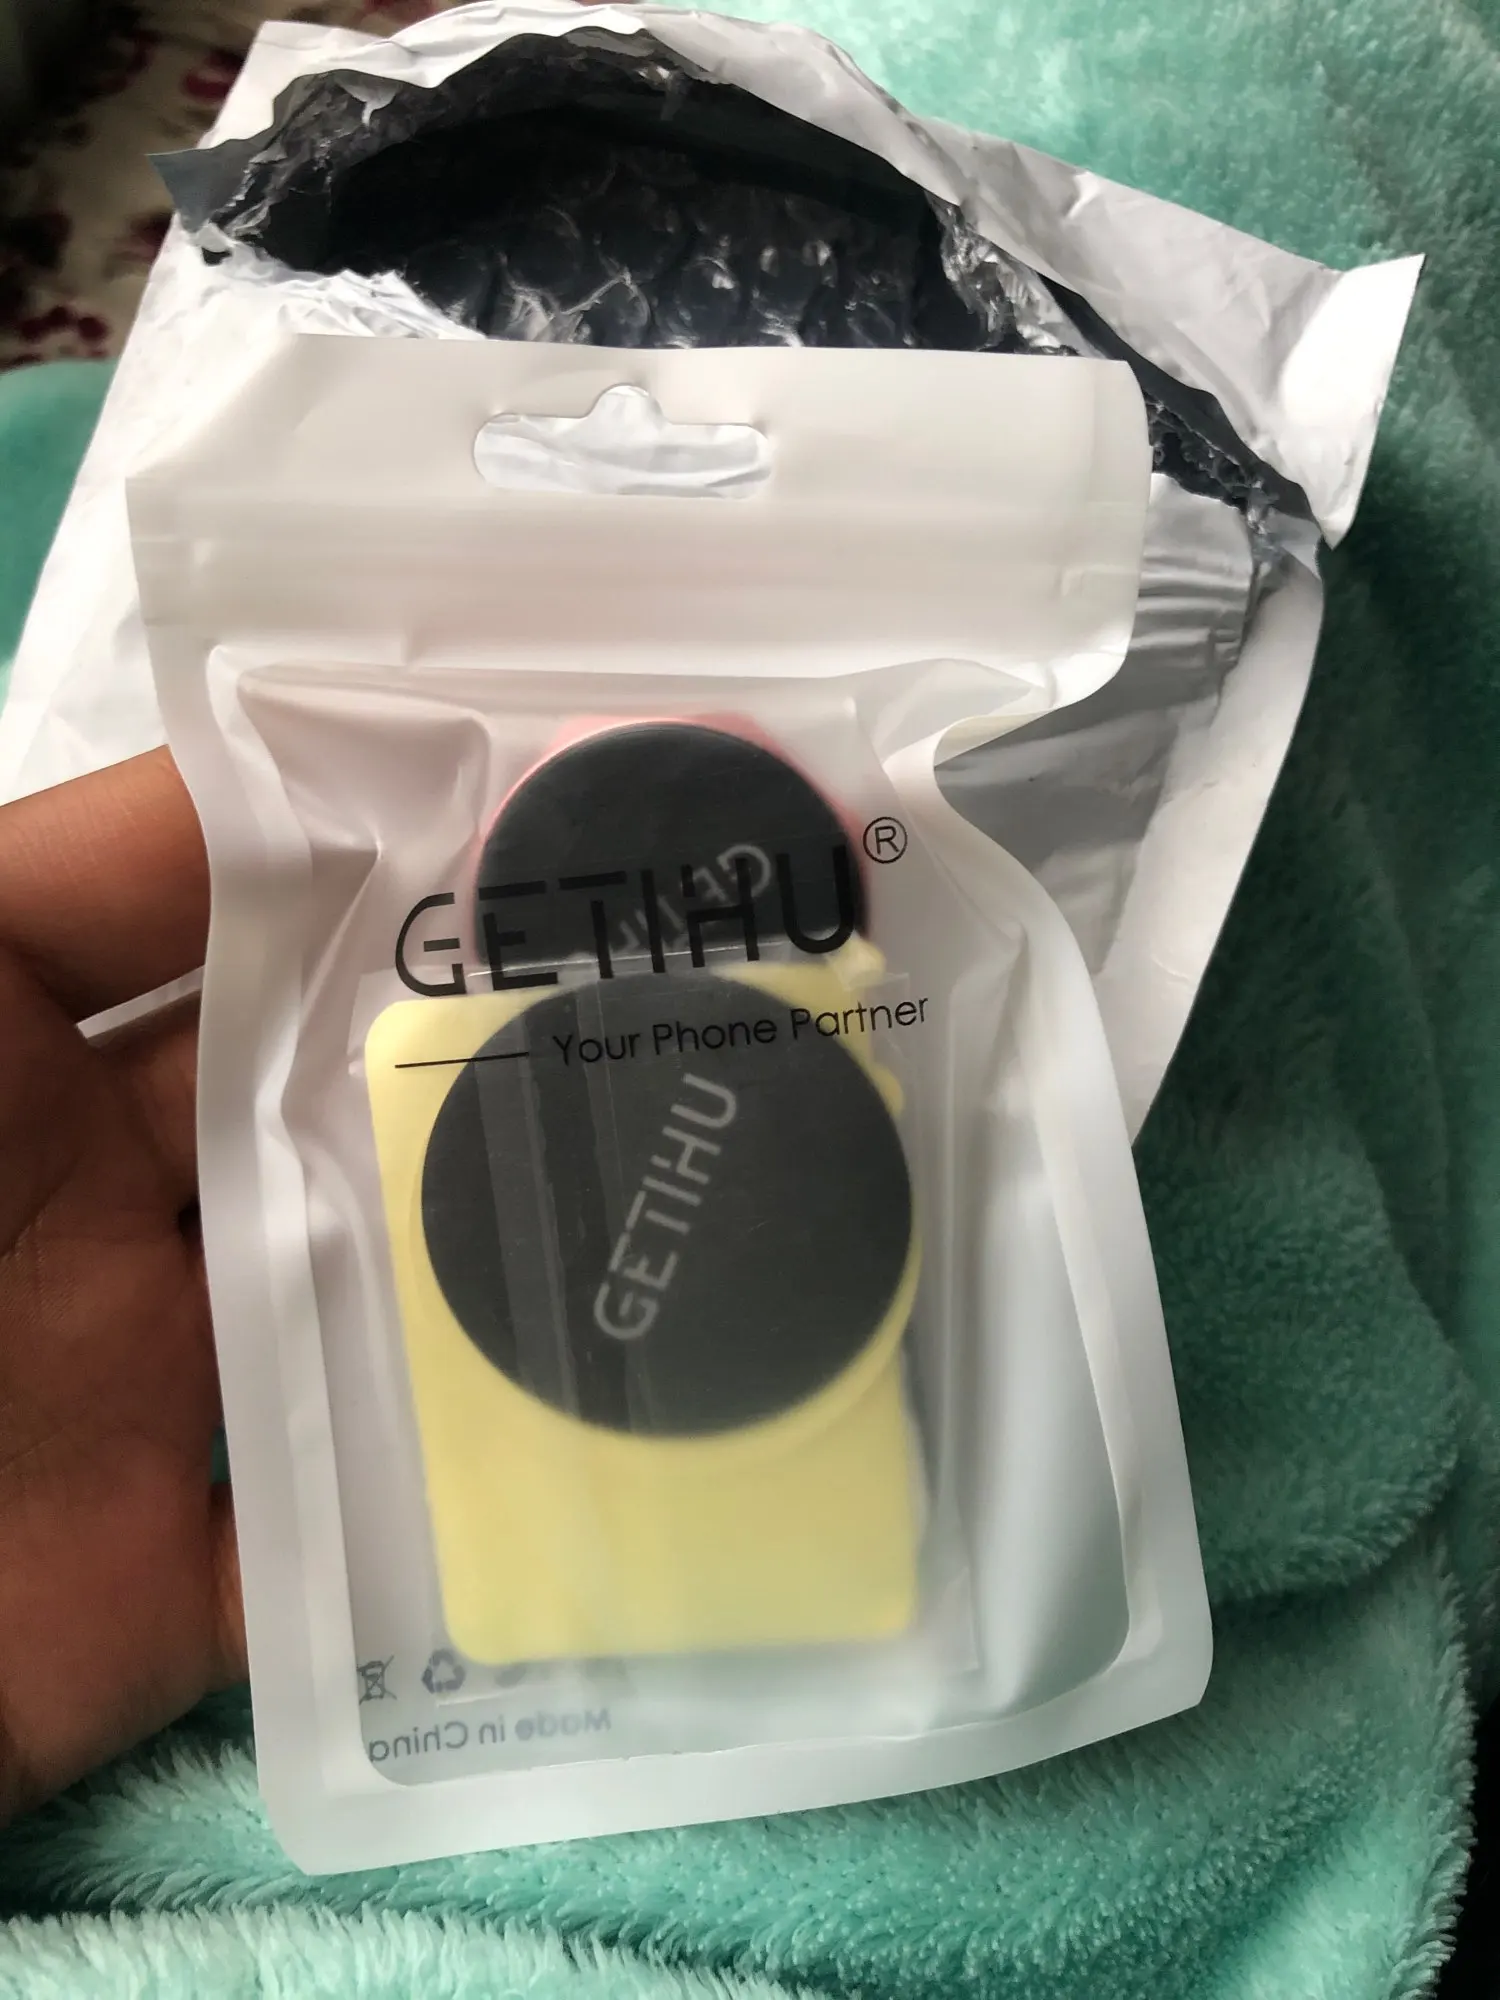 GETIHU®
Your Phone Partner
GETIHU
GETIHU
Made in China